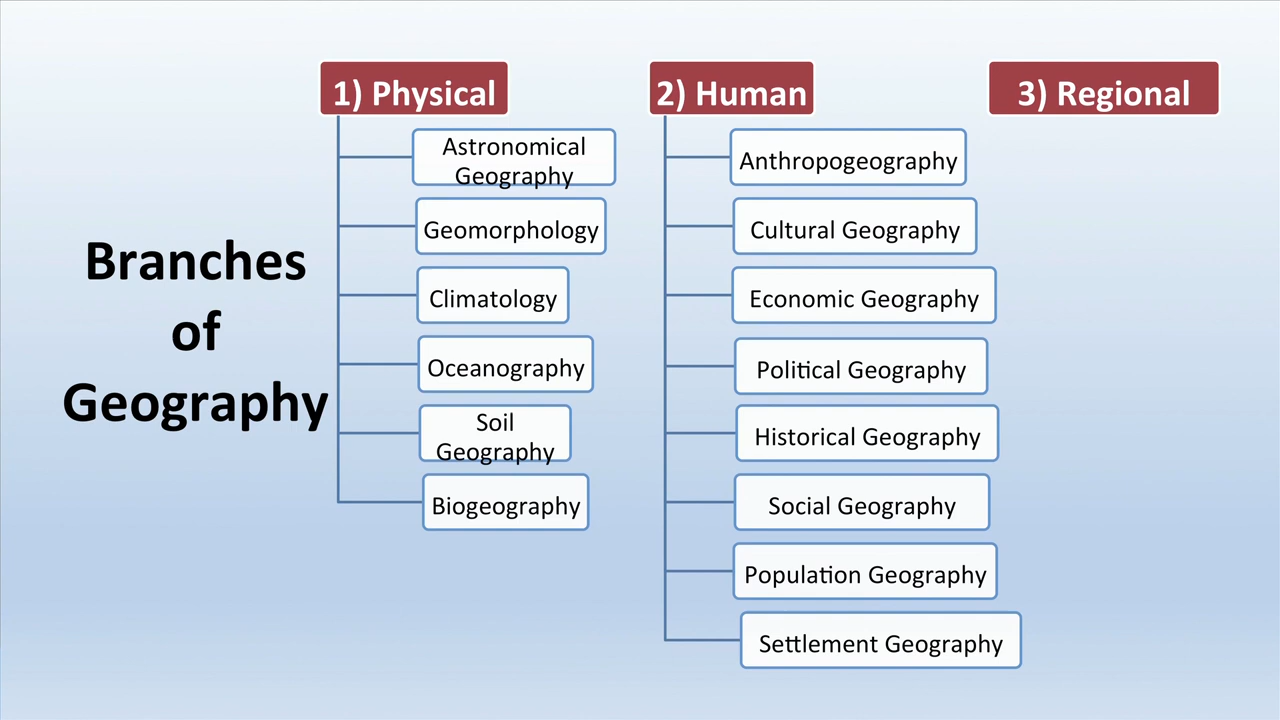 Branches
of
Geography
1) Physical
Astronomical
Geography
Geomorphology
Climatology
Oceanography
Soil
Geography
Biogeography
2) Human
Anthropogeography
Cultural Geography
Economic Geography
Political Geography
Historical Geography
Social Geography
Population Geography
Settlement Geography
3) Regional